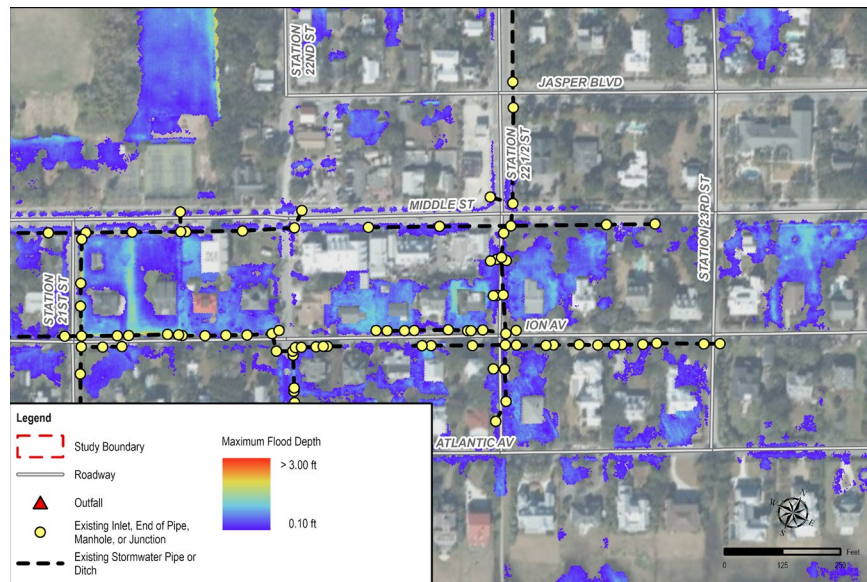 STATION
22ND ST
JASPER BLVD
STATION
22 1/2 ST
MIDDLE ST
STATION
23RD ST
STATION
21ST ST
ION AV
ATLANTIC AV
Legend
Study Boundary
Roadway
Outfall
Existing Inlet, End of Pipe,
Manhole, or Junction
Existing Stormwater Pipe or
Ditch
Maximum Flood Depth
> 3.00 ft
0.10 ft
N
W
E
S
Feet
0 125 250